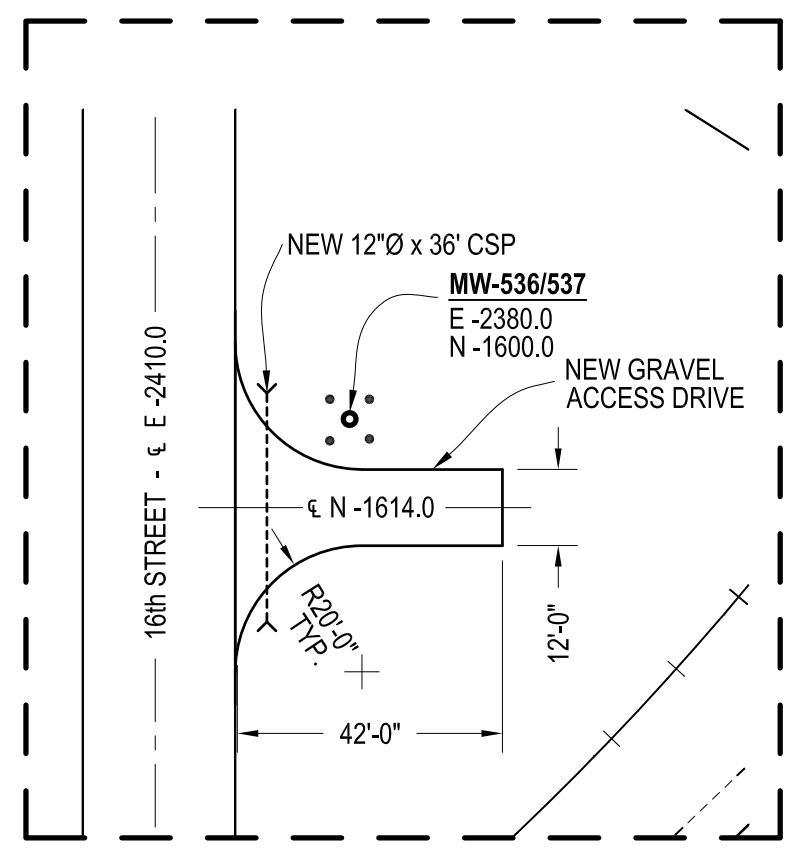 NEW 12"Ø x 36' CSP
MW-536/537
E -2380.0
N -1600.0
NEW GRAVEL
ACCESS DRIVE
16th STREET - ℄ E -2410.0
℄ N -1614.0
R20'-0"
TYP.
12'-0"
42'-0"